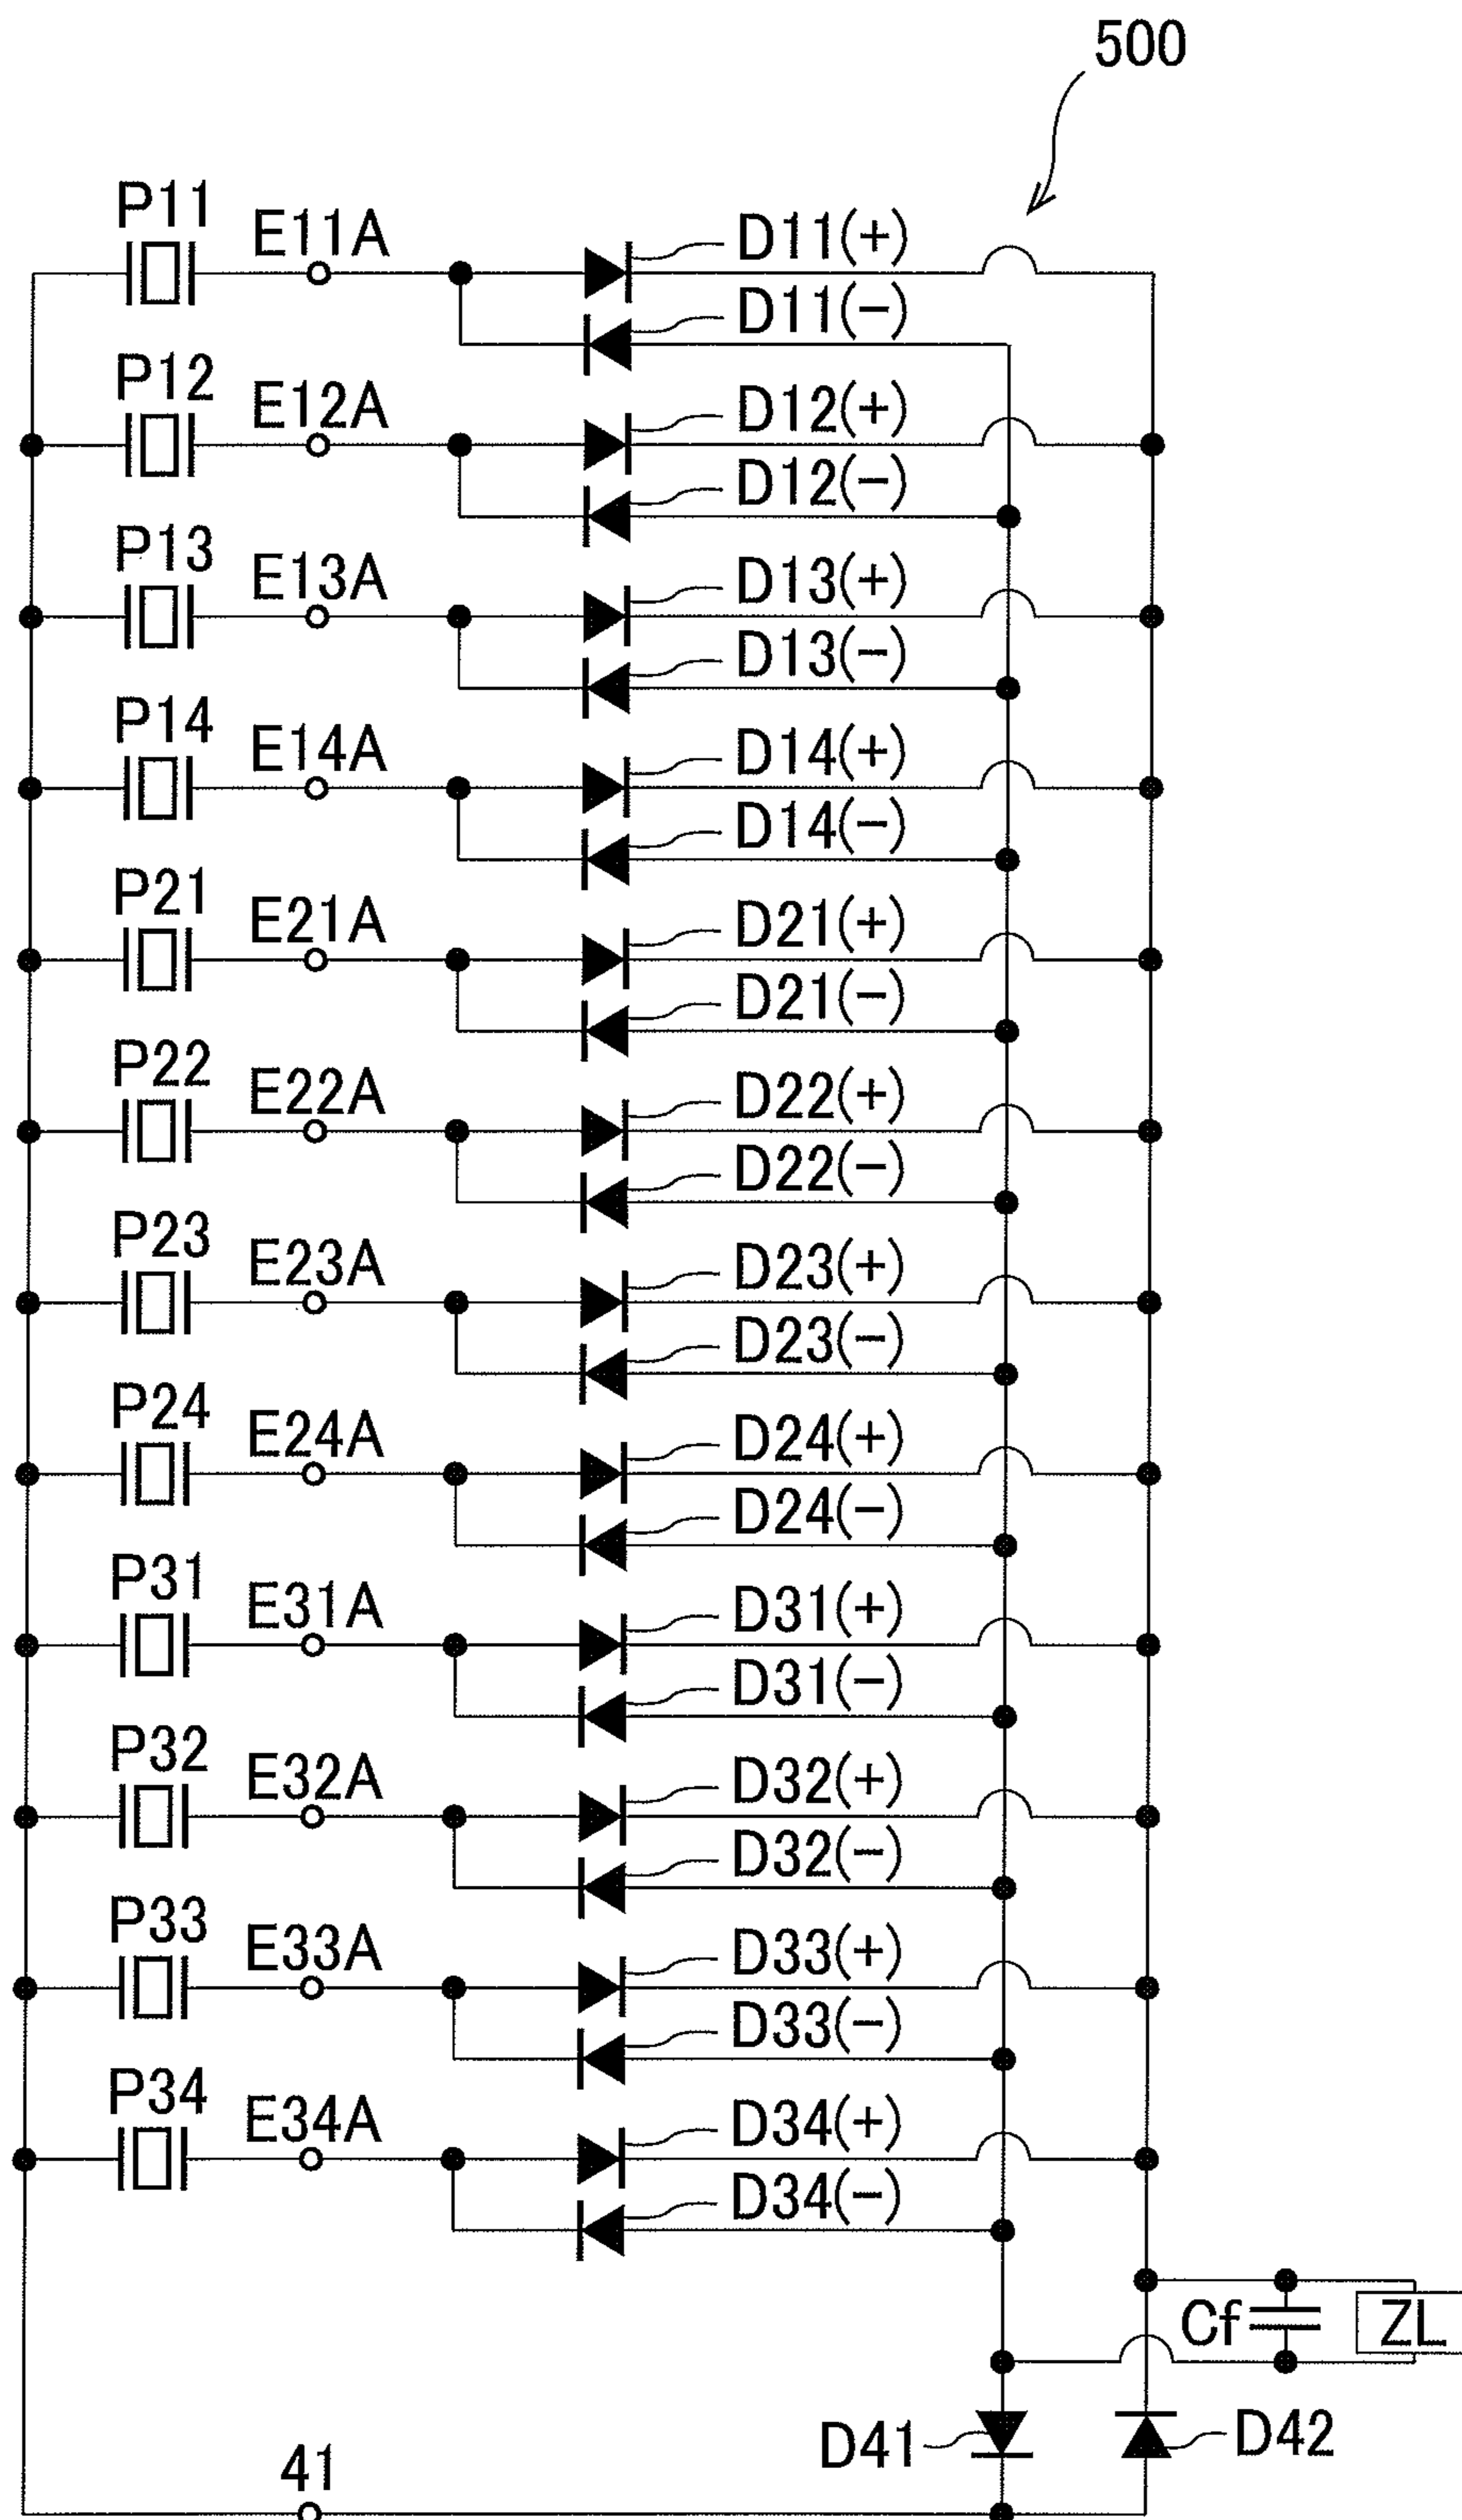 500
P11 E11A D11(+)
D11(-)
P12 E12A D12(+)
D12(-)
P13 E13A D13(+)
D13(-)
P14 E14A D14(+)
D14(-)
P21 E21A D21(+)
D21(-)
P22 E22A D22(+)
D22(-)
P23 E23A D23(+)
D23(-)
P24 E24A D24(+)
D24(-)
P31 E31A D31(+)
D31(-)
P32 E32A D32(+)
D32(-)
P33 E33A D33(+)
D33(-)
P34 E34A D34(+)
D34(-)
Cf ZL
D41 D42
41